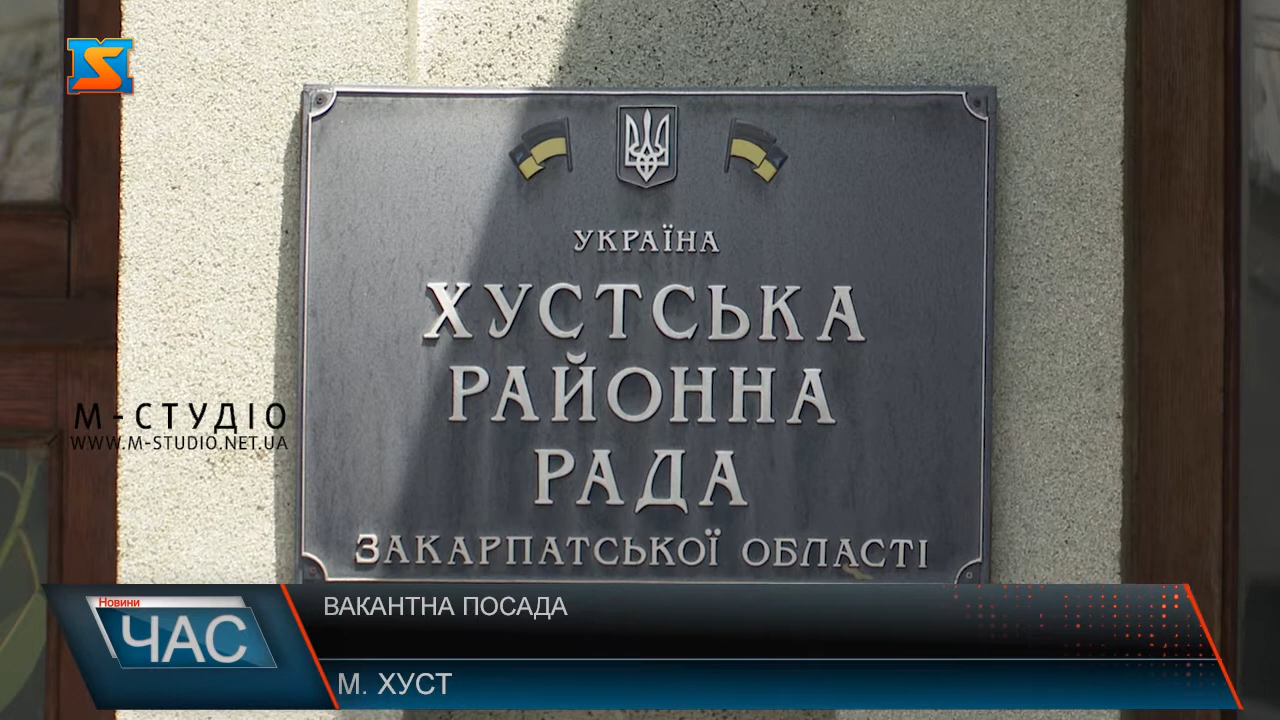 УКРАЇНА
ХУСТСЬКА
РАЙОННА
РАДА
ЗАКАРПАТСЬКОЇ ОБЛАСТІ
М-СТУДІО
WWW.M-STUDIO.NET.UA
Новини
ЧАС
ВАКАНТНА ПОСАДА
М. ХУСТ